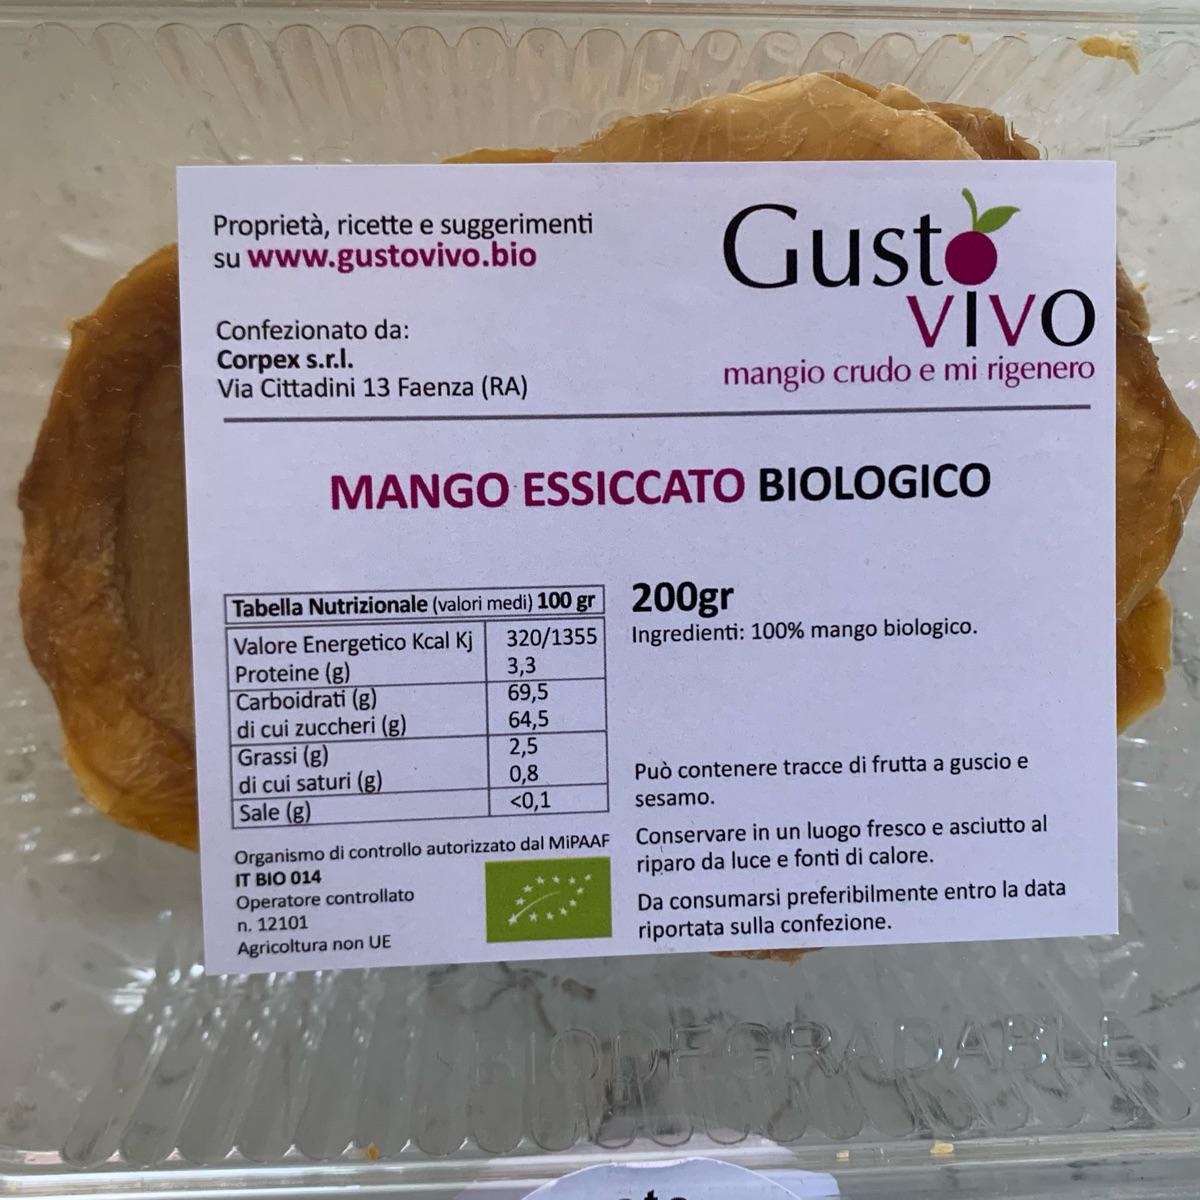 Proprietà, ricette e suggerimenti
su www.gustovivo.bio
Confezionato da:
Corpex s.r.l.
Via Cittadini 13 Faenza (RA)
Gusto
vivo
mangio crudo e mi rigenero
MANGO ESSICCATO BIOLOGICO
Tabella Nutrizionale (valori medi) 100 gr
Valore Energetico Kcal Kj 320/1355
Proteine (g) 3,3
Carboidrati (g) 69,5
di cui zuccheri (g) 64,5
Grassi (g) 2,5
di cui saturi (g) 0,8
Sale (g) <0,1
Organismo di controllo autorizzato dal MiPAAF
IT BIO 014
Operatore controllato
n. 12101
Agricoltura non UE
200gr
Ingredienti: 100% mango biologico.
Può contenere tracce di frutta a guscio e
sesamo.
Conservare in un luogo fresco e asciutto al
riparo da luce e fonti di calore.
Da consumarsi preferibilmente entro la data
riportata sulla confezione.
BIODEGRADABLE